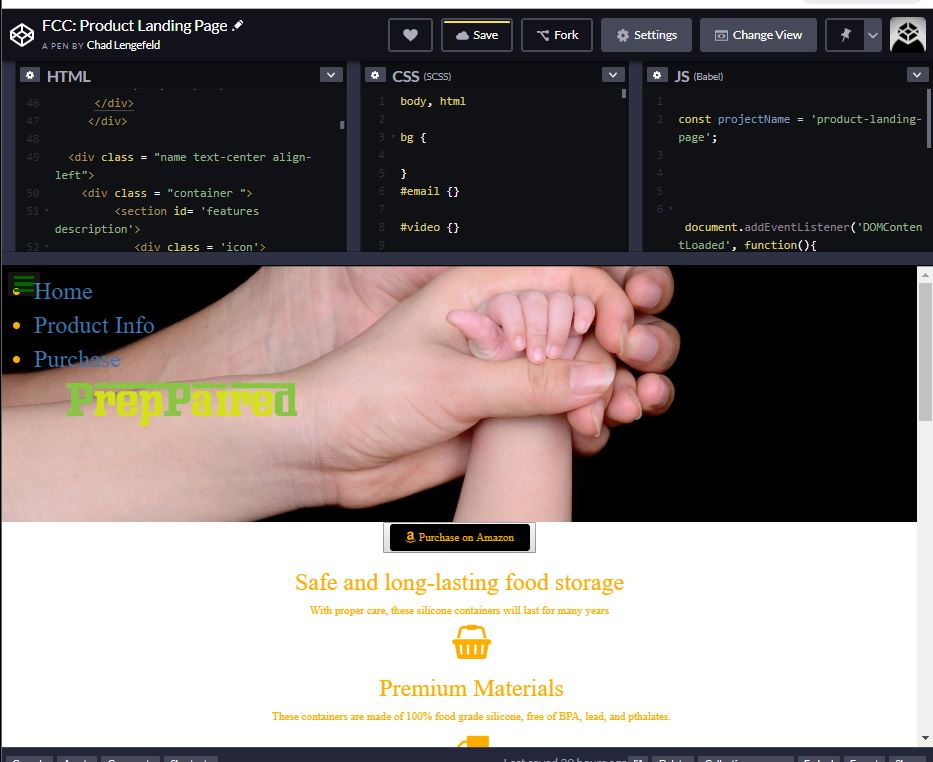 FCC: Product Landing Page
A PEN BY Chad Lengefeld
Save
Fork
Settings
Change View
HTML
46 </div>
47 </div>
48
49 <div class = "name text-center align-
left">
50 <div class = "container ">
51 <section id= 'features
description'>
52 <div class = 'icon'>
CSS (SCSS)
1 body, html
2
3 bg {
4
5 }
6 #email {}
7
8 #video {}
9
JS (Babel)
1
2 const projectName = 'product-landing-
page';
3
4
5
6
document.addEventListener('DOMConten
tLoaded', function(){
Home
Product Info
Purchase
PrepPaired
Purchase on Amazon
Safe and long-lasting food storage
With proper care, these silicone containers will last for many years
Premium Materials
These containers are made of 100% food grade silicone, free of BPA, lead, and pthalates.